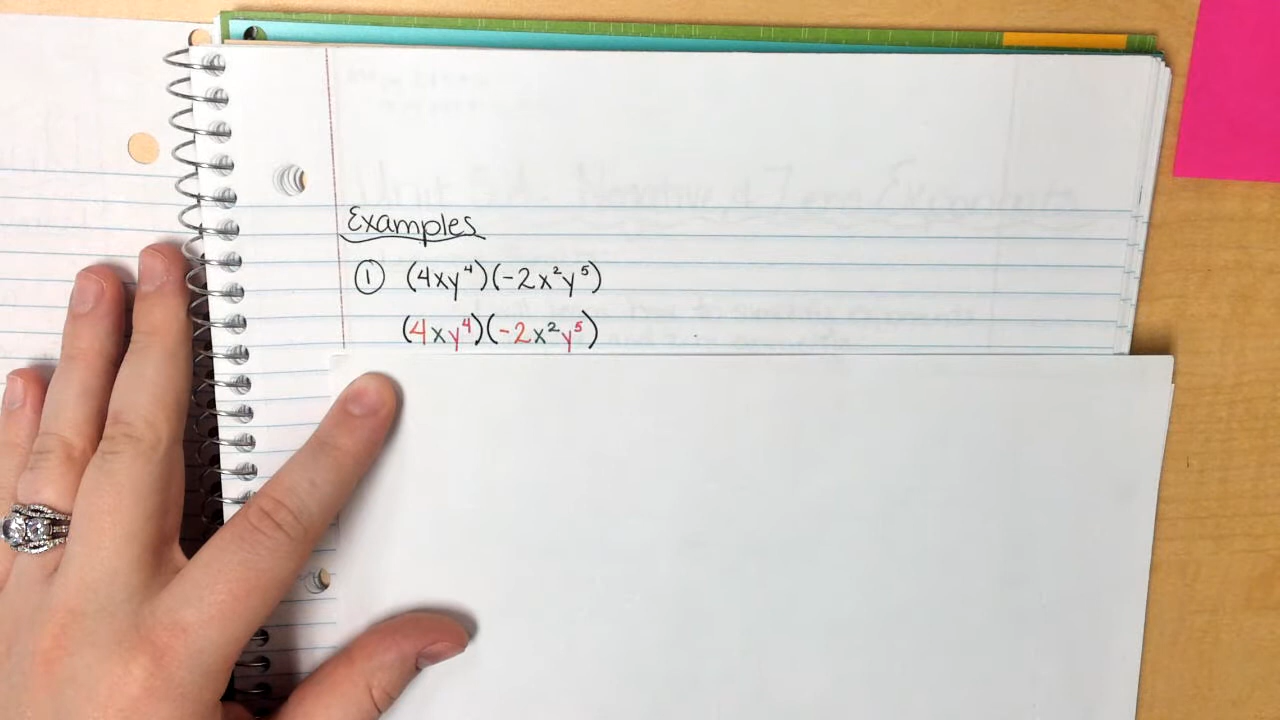 Examples
① (4xy⁴)(-2x²y⁵)
(4xy⁴)(-2x²y⁵)